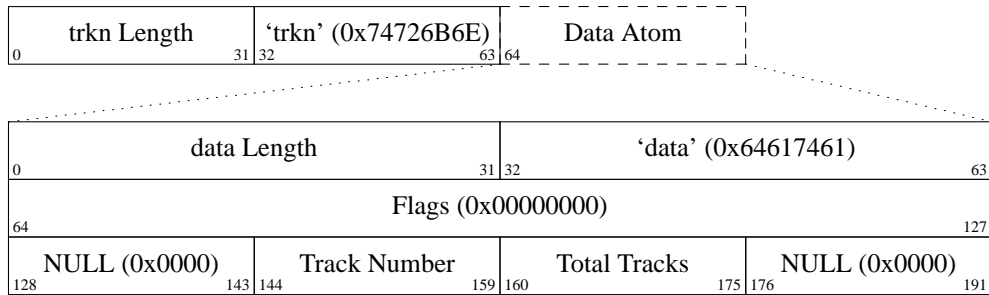 trkn Length ‘trkn’ (0x74726B6E) Data Atom
0 31 32 63 64
data Length ‘data’ (0x64617461)
0 31 32 63
Flags (0x00000000)
64 127
NULL (0x0000) Track Number Total Tracks NULL (0x0000)
128 143 144 159 160 175 176 191